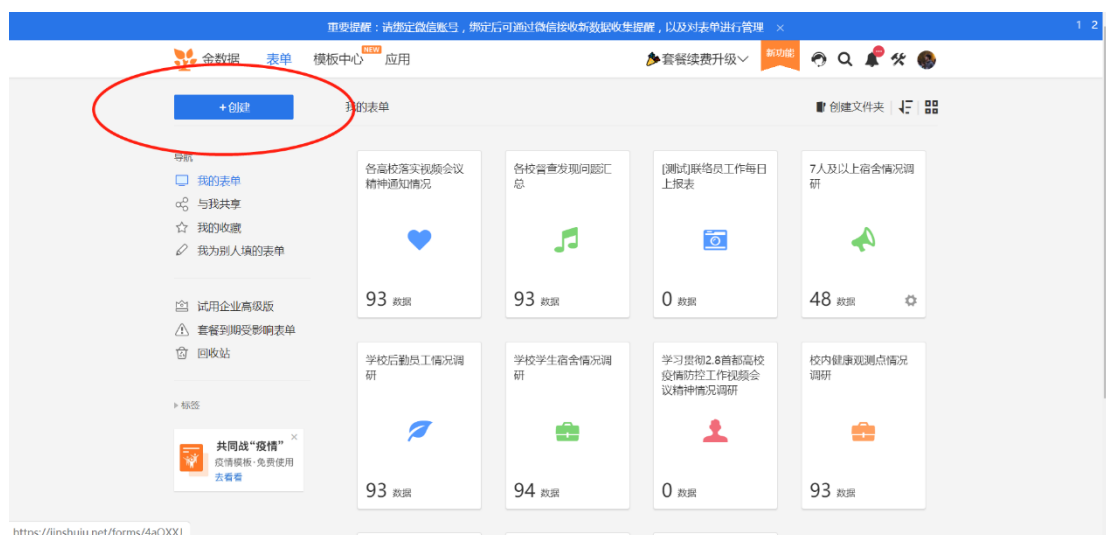 重要提醒：请绑定微信账号，绑定后可通过微信接收新数据收集提醒，以及对表单进行管理 ×
1 2
金数据 表单 模板中心 NEW 应用 套餐续费升级 新功能
+创建
我的表单 创建文件夹
导航
我的表单
与我共享
我的收藏
我为别人填的表单
试用企业高级版
套餐到期受影响表单
回收站
标签
共同战“疫情” ×
疫情模板·免费使用
去看看
各高校落实视频会议
精神通知情况
93 数据
各校督查发现问题汇
总
93 数据
[测试]联络员工作每日
上报表
0 数据
7人及以上宿舍情况调
研
48 数据
学校后勤员工情况调
研
93 数据
学校学生宿舍情况调
研
94 数据
学习贯彻2.8首都高校
疫情防控工作视频会
议精神情况调研
0 数据
校内健康观测点情况
调研
93 数据